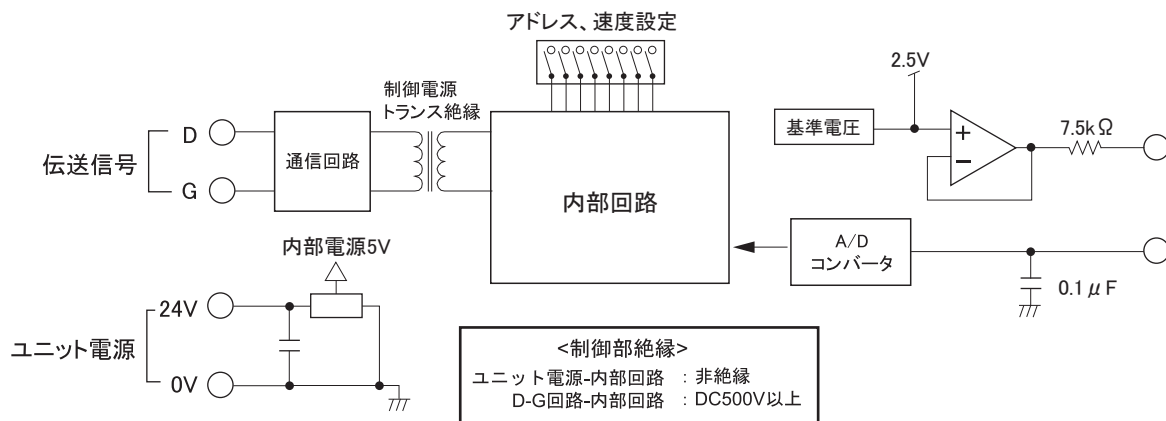 アドレス、速度設定
2.5V
制御電源
トランス絶縁
基準電圧
+
−
7.5kΩ
伝送信号
D
G
通信回路
内部回路
A/D
コンバータ
0.1μF
内部電源5V
ユニット電源
24V
0V
<制御部絶縁>
ユニット電源-内部回路 : 非絶縁
D-G回路-内部回路 : DC500V以上